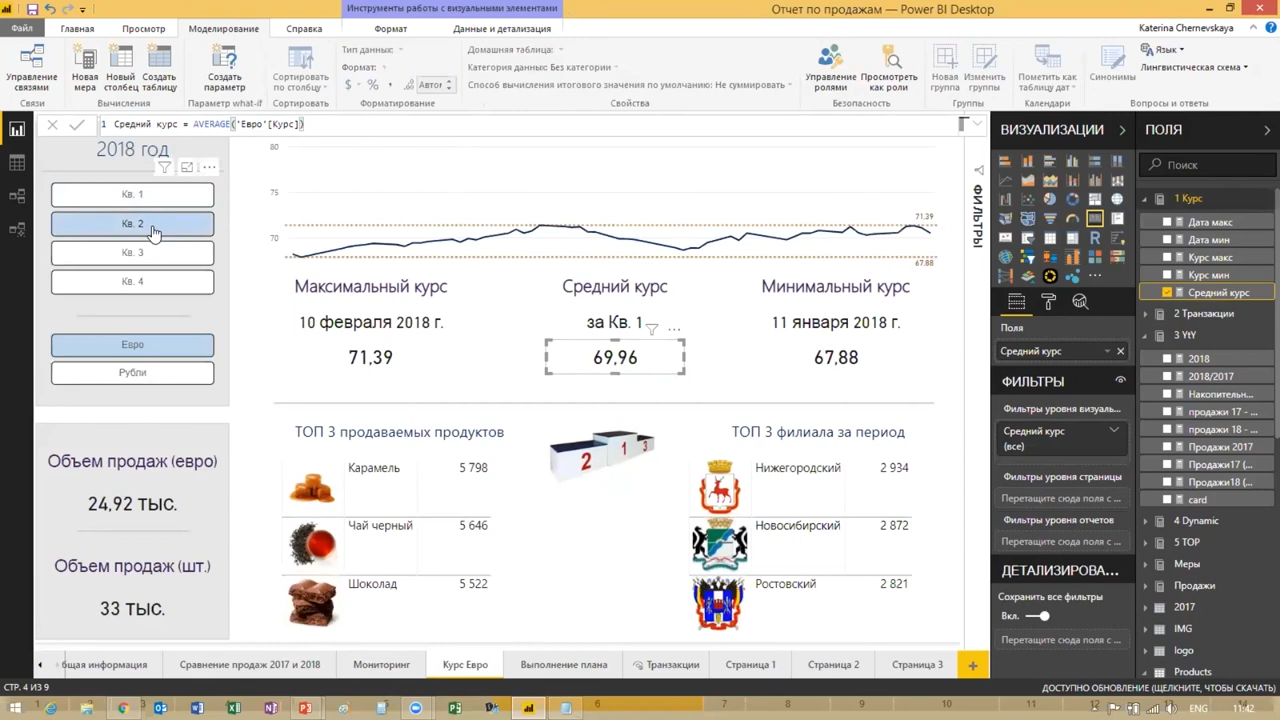 Инструменты работы с визуальными элементами
Отчет по продажам — Power BI Desktop
Файл
Главная
Просмотр
Моделирование
Справка
Формат
Данные и детализация
Katerina Chernevskaya
Управление связями
Связи
Новая мера
Новый столбец
Создать таблицу
Вычисления
Создать параметр
Параметр what-if
Сортировать по столбцу
Сортировать
Тип данных:
Формат:
$ % , Автог
Форматирование
Домашняя таблица:
Категория данных: Без категории
Способ вычисления итогового значения по умолчанию: Не суммировать
Свойства
Управление ролями
Просмотреть как роли
Безопасность
Новая группа
Изменить группы
Группы
Пометить как таблицу дат
Календари
Синонимы
Язык
Лингвистическая схема
Вопросы и ответы
1 Средний курс = AVERAGE('Евро'[Курс])
2018 год
Кв. 1
Кв. 2
Кв. 3
Кв. 4
Евро
Рубли
Объем продаж (евро)
24,92 тыс.
Объем продаж (шт.)
33 тыс.
80
75
70
71,39
67,88
Максимальный курс
Средний курс
Минимальный курс
10 февраля 2018 г.
за Кв. 1
11 января 2018 г.
71,39
69,96
67,88
ТОП 3 продаваемых продуктов
2 1 3
ТОП 3 филиала за период
Карамель 5 798
Нижегородский 2 934
Чай черный 5 646
Новосибирский 2 872
Шоколад 5 522
Ростовский 2 821
ФИЛЬТРЫ
ВИЗУАЛИЗАЦИИ
Поля
Средний курс
ФИЛЬТРЫ
Фильтры уровня визуаль...
Средний курс
(все)
Фильтры уровня страницы
Перетащите сюда поля с ...
Фильтры уровня отчетов
Перетащите сюда поля с ...
ДЕТАЛИЗИРОВА...
Сохранить все фильтры
Вкл.
Перетащите сюда поля с ...
ПОЛЯ
Поиск
1 Курс
Дата макс
Дата мин
Курс макс
Курс мин
Средний курс
2 Транзакции
3 YtY
2018
2018/2017
Накопительн...
продажи 17 - ...
продажи 18 - ...
Продажи 2017
Продажи17 (...
Продажи18 (...
card
4 Dynamic
5 TOP
Меры
Продажи
2017
IMG
logo
Products
бщая информация
Сравнение продаж 2017 и 2018
Мониторинг
Курс Евро
Выполнение плана
Транзакции
Страница 1
Страница 2
Страница 3
СТР. 4 ИЗ 9
ДОСТУПНО ОБНОВЛЕНИЕ (ЩЕЛКНИТЕ, ЧТОБЫ СКАЧАТЬ)
ENG
11:42